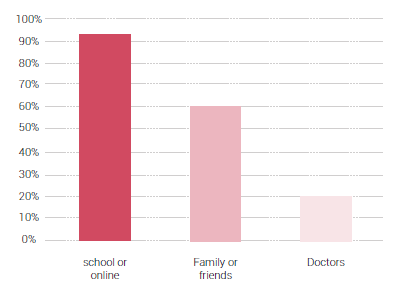 100%
90%
80%
70%
60%
50%
40%
30%
20%
10%
0%
school or
online
Family or
friends
Doctors